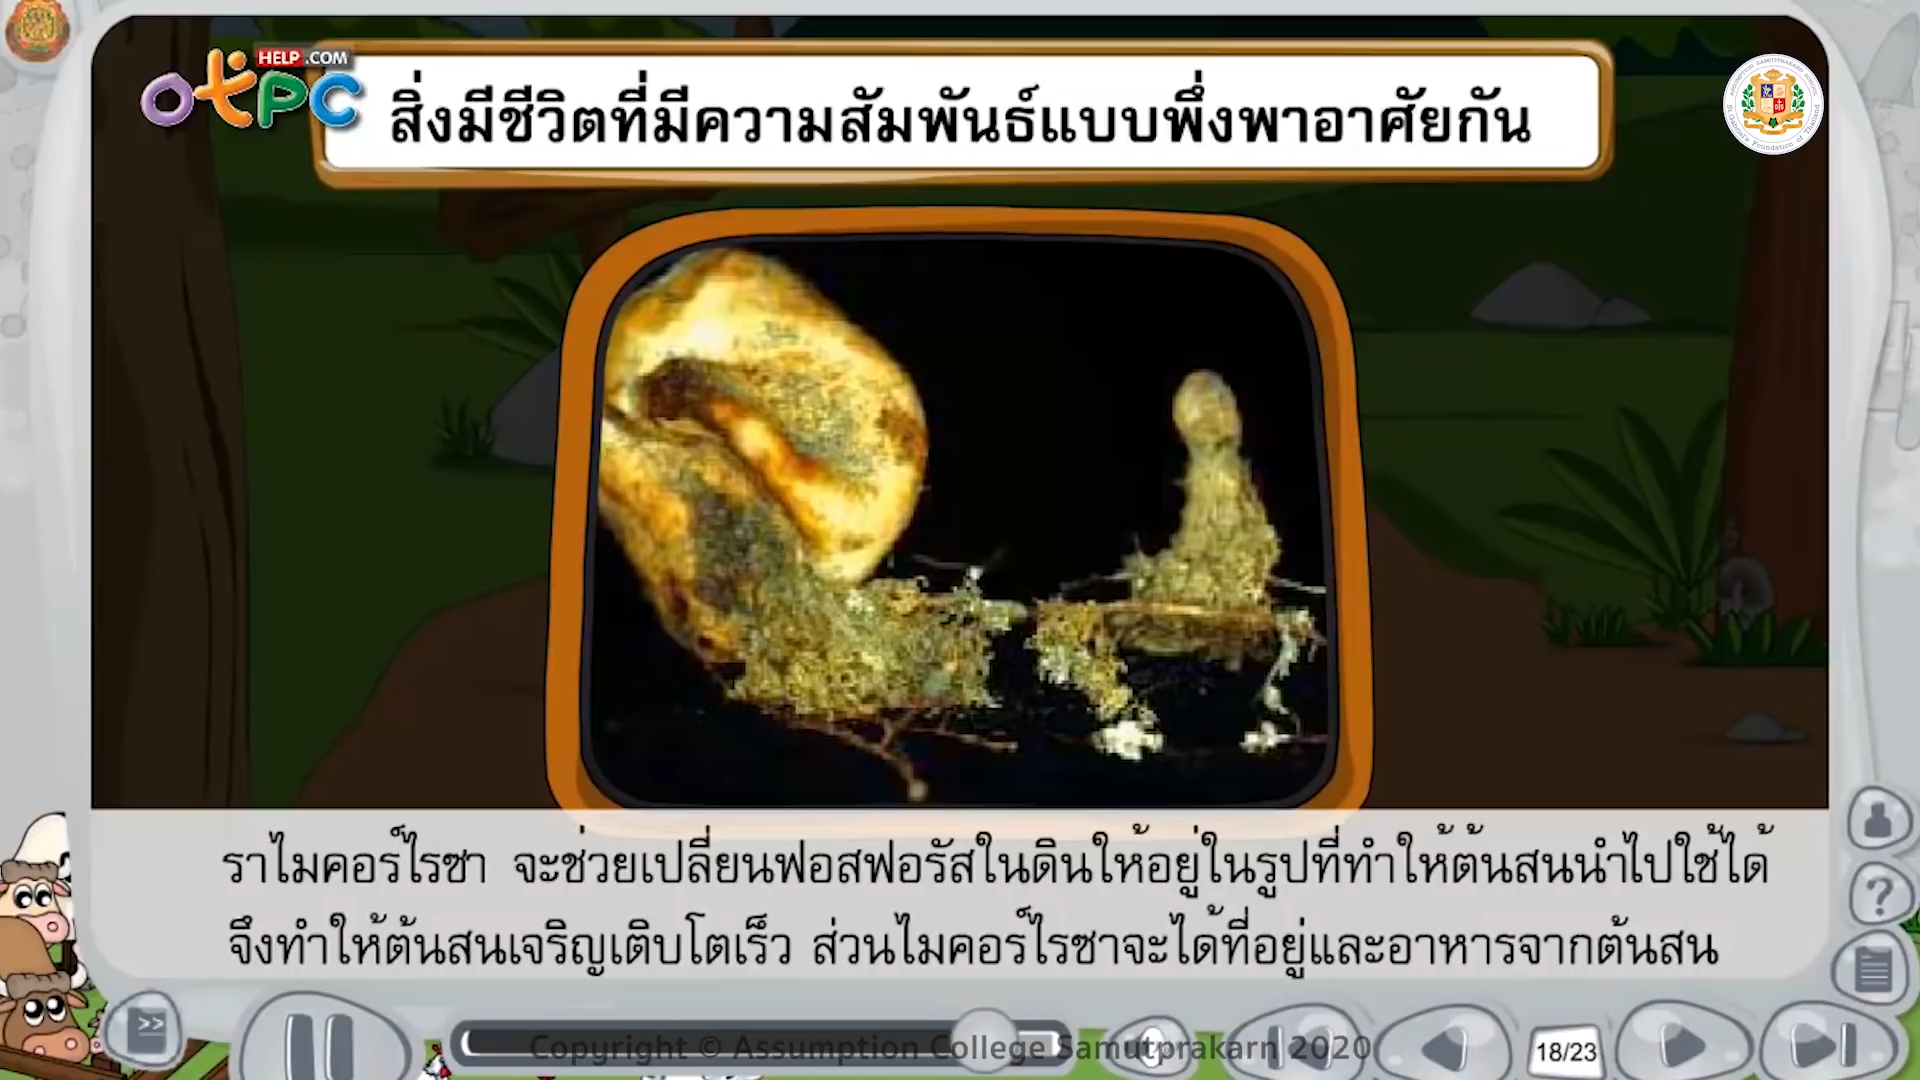 HELP.COM
OTPC
สิ่งมีชีวิตที่มีความสัมพันธ์แบบพึ่งพาอาศัยกัน
ราไมคอร์ไรซา จะช่วยเปลี่ยนฟอสฟอรัสในดินให้อยู่ในรูปที่ทำให้ต้นสนนำไปใช้ได้
จึงทำให้ต้นสนเจริญเติบโตเร็ว ส่วนไมคอร์ไรซาจะได้ที่อยู่และอาหารจากต้นสน
Copyright © Assumption College Samutprakarn 2020
18/23